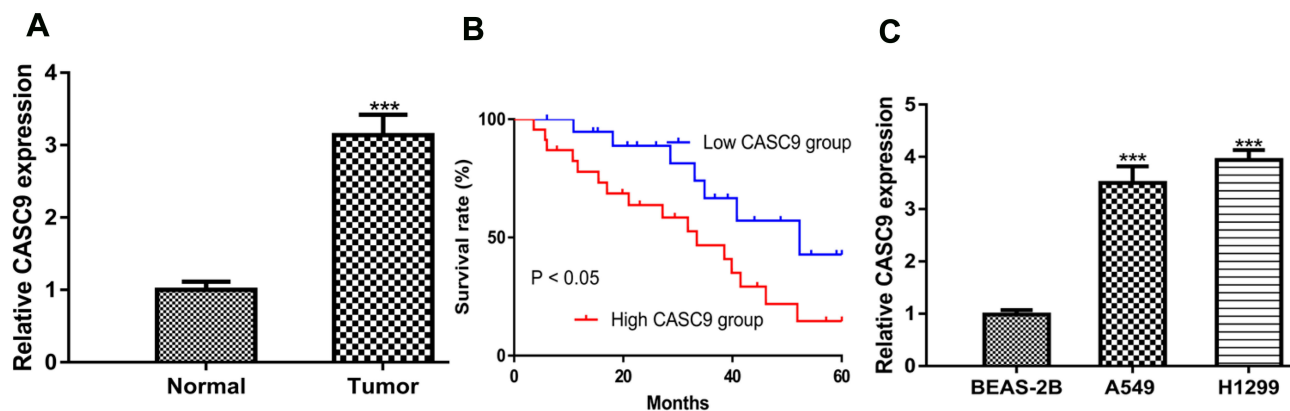 A
Relative CASC9 expression
4
3
2
1
0
***
Normal
Tumor
B
Survival rate (%)
100
50
0
Low CASC9 group
P < 0.05
High CASC9 group
0
20
40
60
Months
C
Relative CASC9 expression
5
4
3
2
1
0
***
***
BEAS-2B
A549
H1299